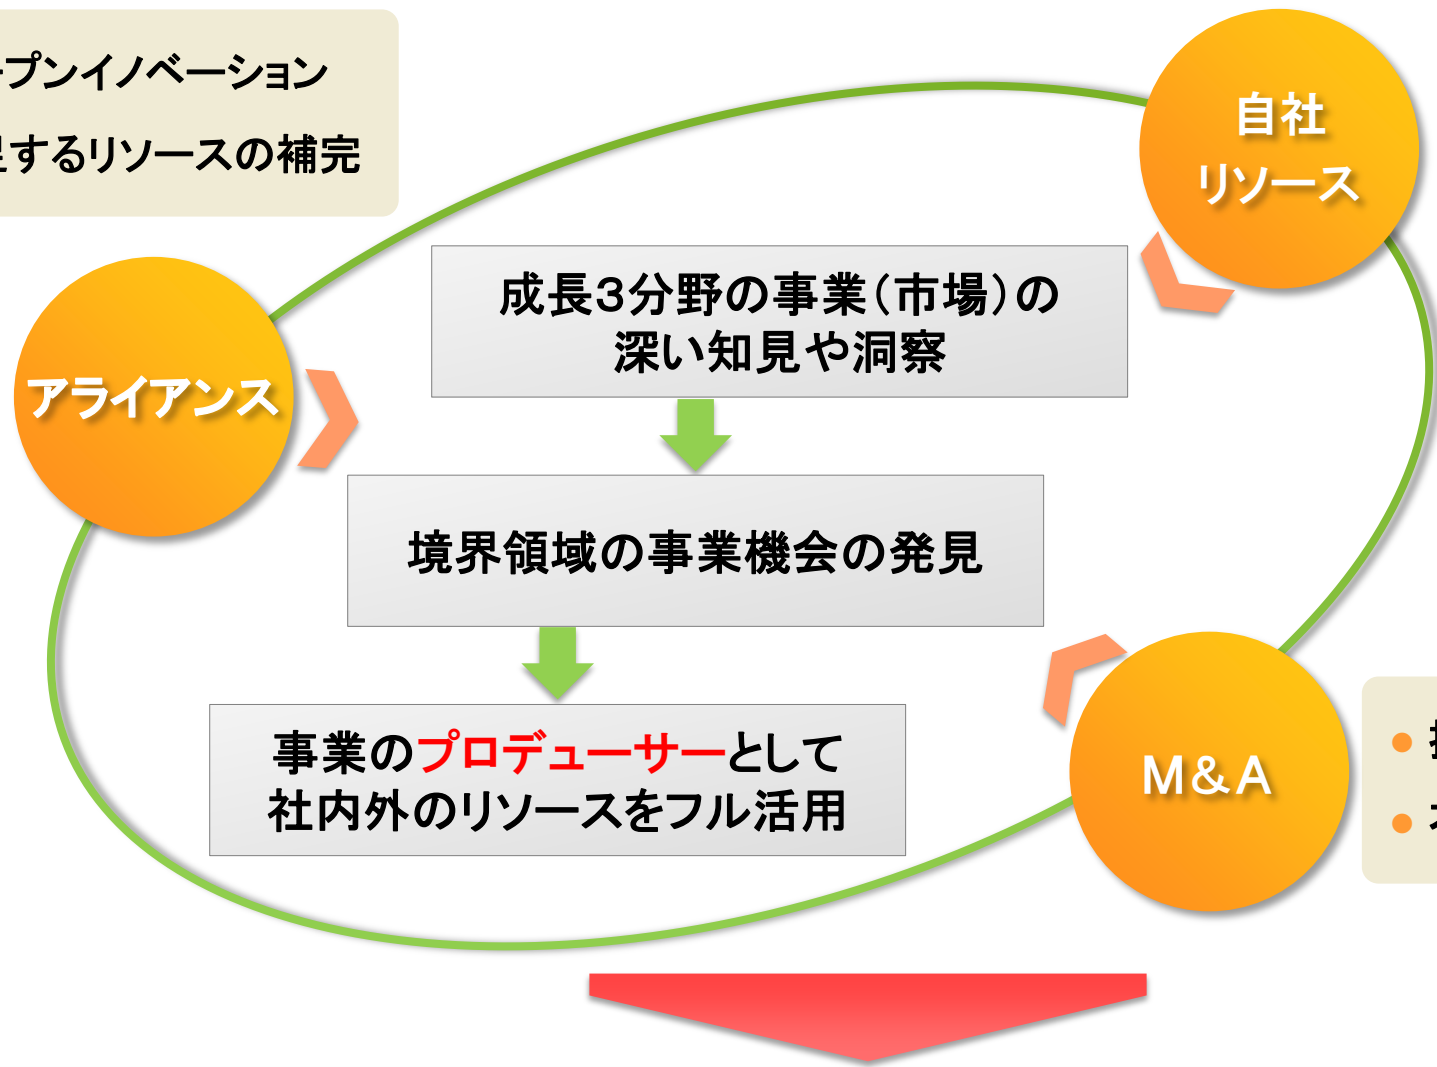 プンイノベーション
するリソースの補完
自社
リソース
成長3分野の事業（市場）の
深い知見や洞察
アライアンス
境界領域の事業機会の発見
事業のプロデューサーとして
社内外のリソースをフル活用
M&A